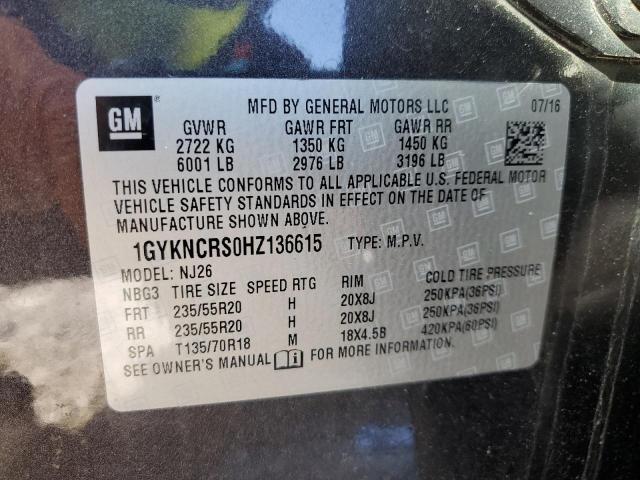 GM
MFD BY GENERAL MOTORS LLC 07/16
GVWR GAWR FRT GAWR RR
2722 KG 1350 KG 1450 KG
6001 LB 2976 LB 3196 LB
THIS VEHICLE CONFORMS TO ALL APPLICABLE U.S. FEDERAL MOTOR
VEHICLE SAFETY STANDARDS IN EFFECT ON THE DATE OF
MANUFACTURE SHOWN ABOVE.
1GYKNCRS0HZ136615 TYPE: M.P.V.
MODEL: NJ26
NBG3 TIRE SIZE SPEED RTG RIM COLD TIRE PRESSURE
FRT 235/55R20 H 20X8J 250KPA(36PSI)
RR 235/55R20 H 20X8J 250KPA(36PSI)
SPA T135/70R18 M 18X4.5B 420KPA(60PSI)
SEE OWNER'S MANUAL FOR MORE INFORMATION.